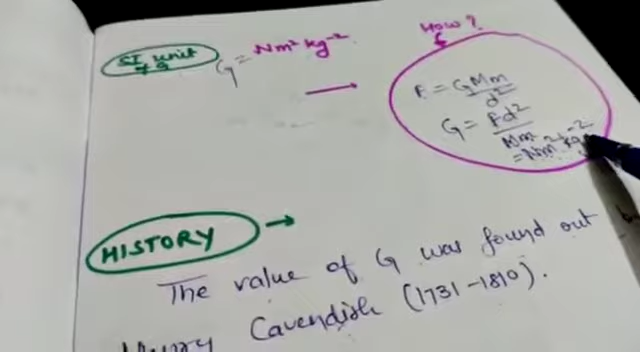 SI unit of G
G = Nm² kg⁻²
How?
F = GMm
d²
G = Fd²
Mm
= Nm² kg⁻²
HISTORY →
The value of G was found out
Henry Cavendish (1731-1810).